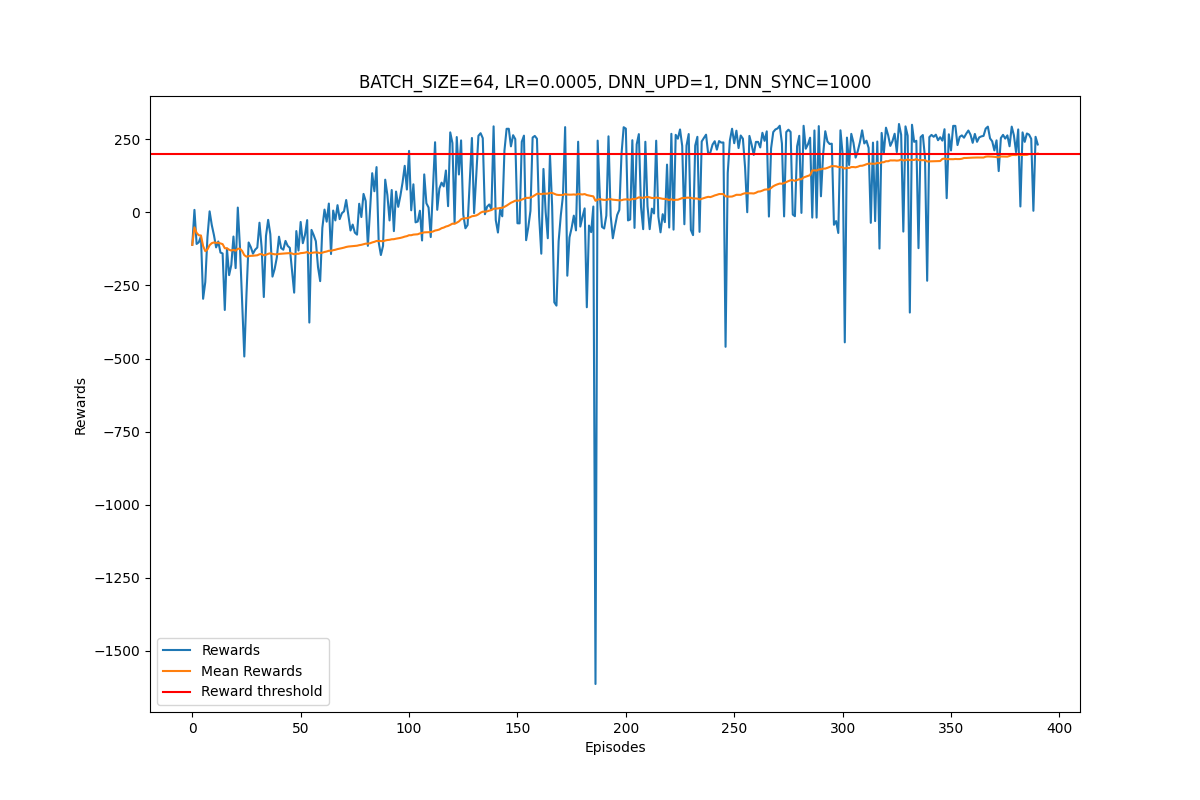 BATCH_SIZE=64, LR=0.0005, DNN_UPD=1, DNN_SYNC=1000
250
0
−250
−500
−750
−1000
−1250
−1500
Rewards
Rewards
Mean Rewards
Reward threshold
0 50 100 150 200 250 300 350 400
Episodes